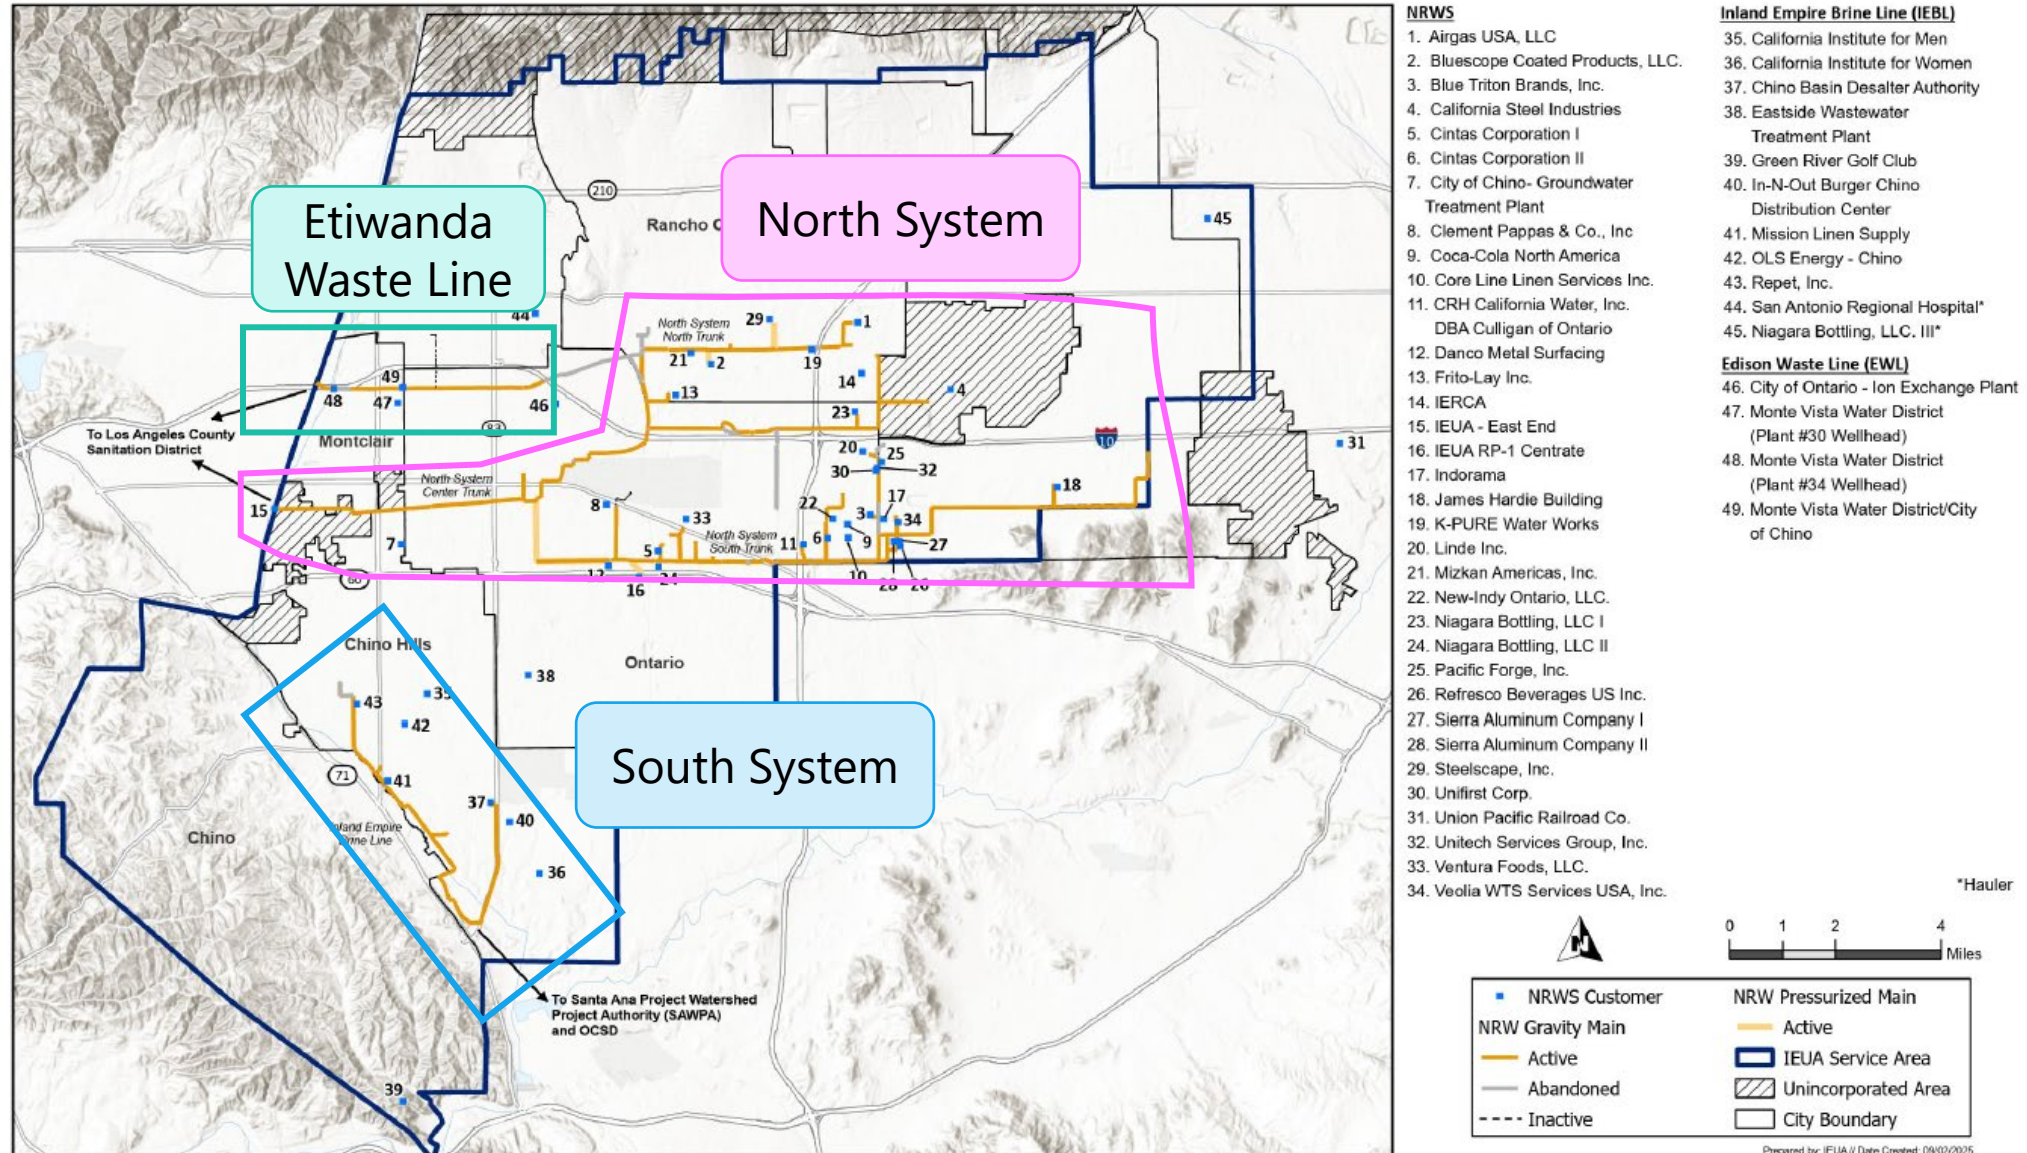 Etiwanda
Waste Line
North System
South System
210
Rancho C
45
44
North System
North Trunk
29
1
21
2
19
14
13
4
49
48
47
46
83
23
To Los Angeles County
Sanitation District
Montclair
10
31
20
25
30
32
North System
Center Trunk
18
15
8
22
17
3
34
33
North System
South Trunk
11
6
9
27
7
5
12
24
10
28
26
60
16
Chino Hills
Ontario
38
35
43
42
71
41
37
40
Inland Empire
Brine Line
Chino
36
To Santa Ana Project Watershed
Project Authority (SAWPA)
and OCSD
39
NRWS
1. Airgas USA, LLC
2. Bluescope Coated Products, LLC.
3. Blue Triton Brands, Inc.
4. California Steel Industries
5. Cintas Corporation I
6. Cintas Corporation II
7. City of Chino- Groundwater
Treatment Plant
8. Clement Pappas & Co., Inc
9. Coca-Cola North America
10. Core Line Linen Services Inc.
11. CRH California Water, Inc.
DBA Culligan of Ontario
12. Danco Metal Surfacing
13. Frito-Lay Inc.
14. IERCA
15. IEUA - East End
16. IEUA RP-1 Centrate
17. Indorama
18. James Hardie Building
19. K-PURE Water Works
20. Linde Inc.
21. Mizkan Americas, Inc.
22. New-Indy Ontario, LLC.
23. Niagara Bottling, LLC I
24. Niagara Bottling, LLC II
25. Pacific Forge, Inc.
26. Refresco Beverages US Inc.
27. Sierra Aluminum Company I
28. Sierra Aluminum Company II
29. Steelscape, Inc.
30. Unifirst Corp.
31. Union Pacific Railroad Co.
32. Unitech Services Group, Inc.
33. Ventura Foods, LLC.
34. Veolia WTS Services USA, Inc.
Inland Empire Brine Line (IEBL)
35. California Institute for Men
36. California Institute for Women
37. Chino Basin Desalter Authority
38. Eastside Wastewater
Treatment Plant
39. Green River Golf Club
40. In-N-Out Burger Chino
Distribution Center
41. Mission Linen Supply
42. OLS Energy - Chino
43. Repet, Inc.
44. San Antonio Regional Hospital*
45. Niagara Bottling, LLC. III*
Edison Waste Line (EWL)
46. City of Ontario - Ion Exchange Plant
47. Monte Vista Water District
(Plant #30 Wellhead)
48. Monte Vista Water District
(Plant #34 Wellhead)
49. Monte Vista Water District/City
of Chino
*Hauler
N
0 1 2 4
Miles
NRWS Customer
NRW Gravity Main
Active
Abandoned
Inactive
NRW Pressurized Main
Active
IEUA Service Area
Unincorporated Area
City Boundary
Prepared by: IEUA // Date Created: 09/02/2025